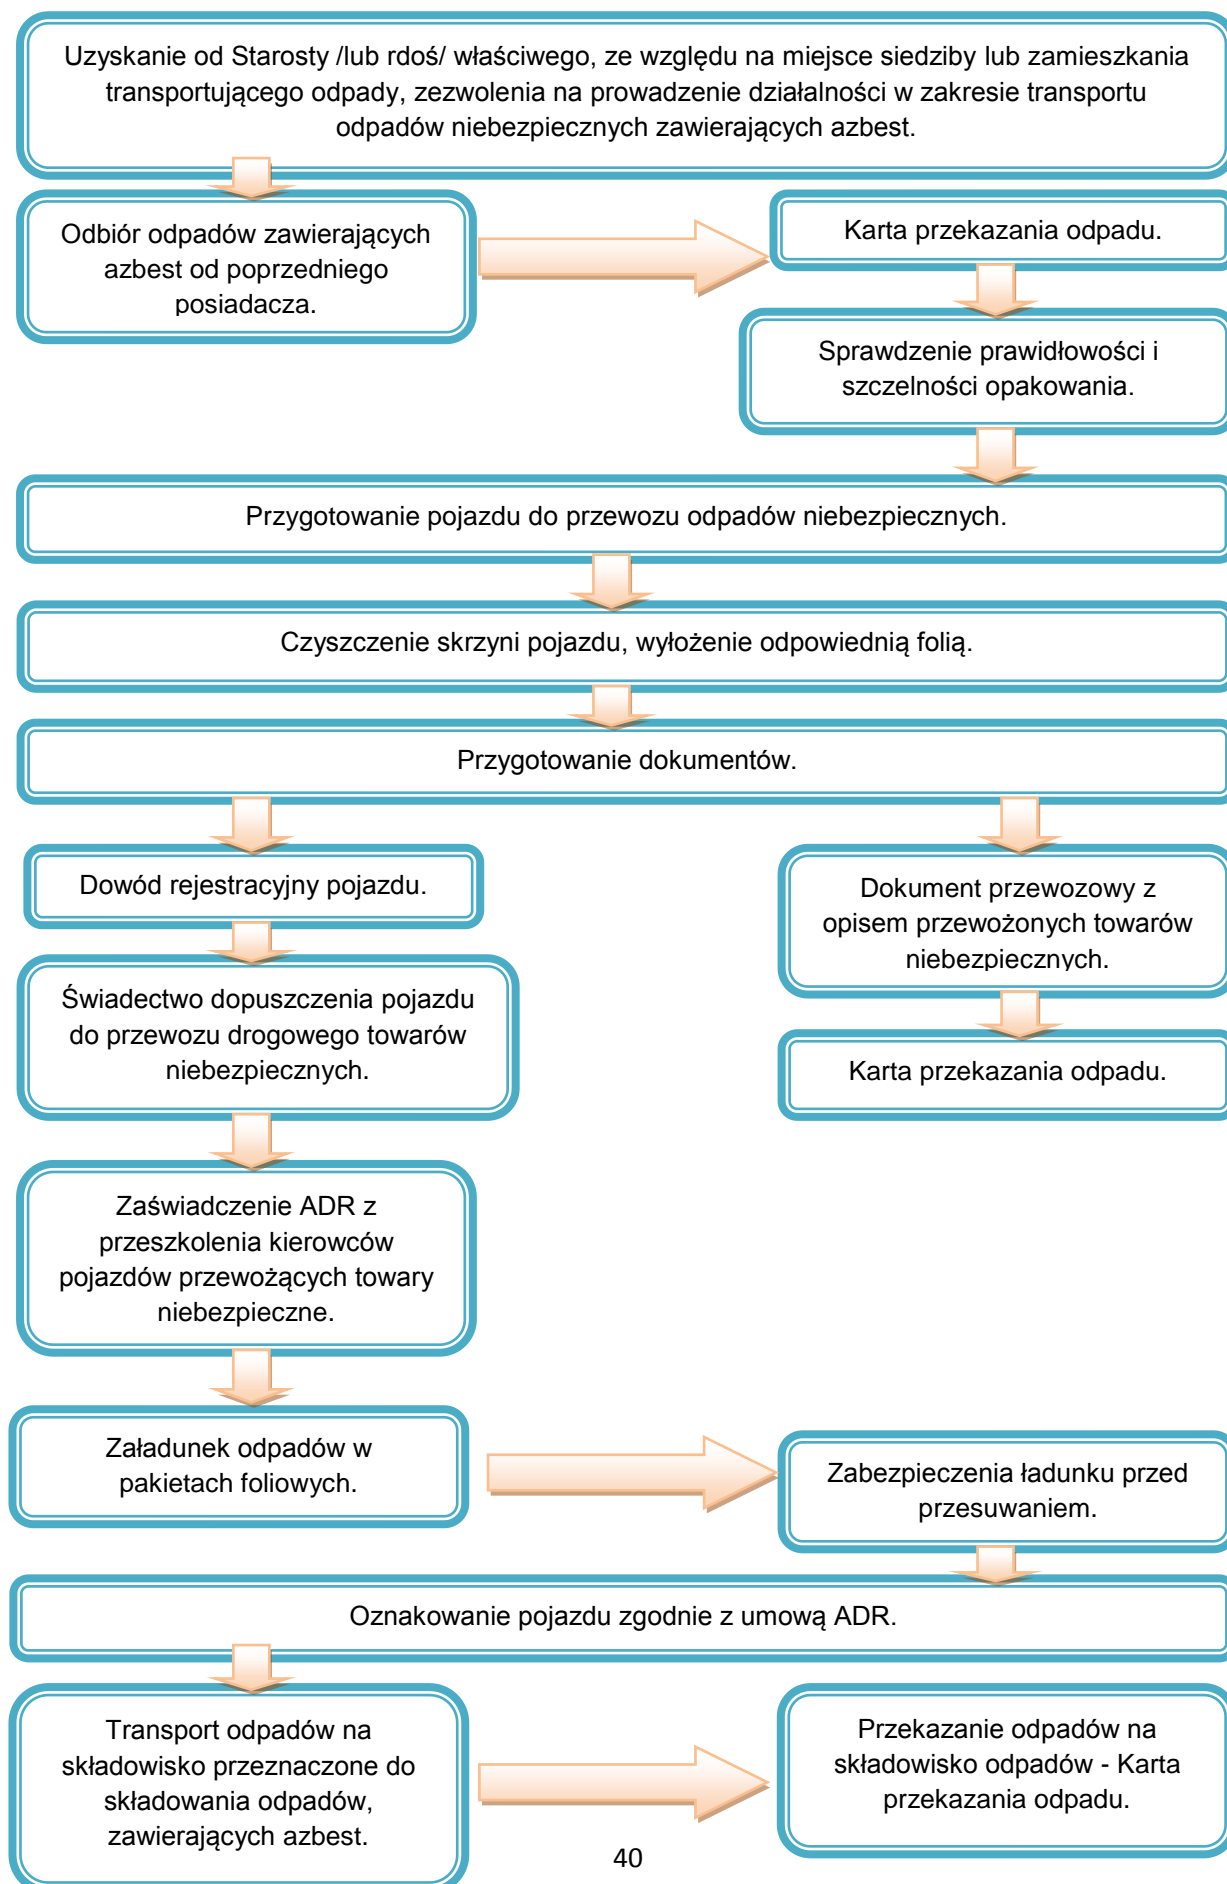 Uzyskanie od Starosty /lub rdoś/ właściwego, ze względu na miejsce siedziby lub zamieszkania
transportującego odpady, zezwolenia na prowadzenie działalności w zakresie transportu
odpadów niebezpiecznych zawierających azbest.
Odbiór odpadów zawierających
azbest od poprzedniego
posiadacza.
Karta przekazania odpadu.
Sprawdzenie prawidłowości i
szczelności opakowania.
Przygotowanie pojazdu do przewozu odpadów niebezpiecznych.
Czyszczenie skrzyni pojazdu, wyłożenie odpowiednią folią.
Przygotowanie dokumentów.
Dowód rejestracyjny pojazdu.
Świadectwo dopuszczenia pojazdu
do przewozu drogowego towarów
niebezpiecznych.
Zaświadczenie ADR z
przeszkolenia kierowców
pojazdów przewożących towary
niebezpieczne.
Dokument przewozowy z
opisem przewożonych towarów
niebezpiecznych.
Karta przekazania odpadu.
Załadunek odpadów w
pakietach foliowych.
Zabezpieczenia ładunku przed
przesuwaniem.
Oznakowanie pojazdu zgodnie z umową ADR.
Transport odpadów na
składowisko przeznaczone do
składowania odpadów,
zawierających azbest.
Przekazanie odpadów na
składowisko odpadów - Karta
przekazania odpadu.
40